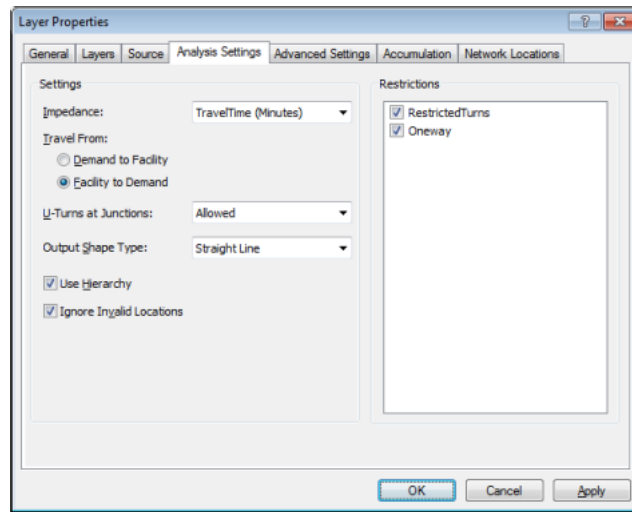 Layer Properties
General Layers Source Analysis Settings Advanced Settings Accumulation Network Locations
Settings
Impedance: TravelTime (Minutes)
Travel From:
Demand to Facility
Facility to Demand
U-Turns at Junctions: Allowed
Output Shape Type: Straight Line
Use Hierarchy
Ignore Invalid Locations
Restrictions
RestrictedTurns
Oneway
OK Cancel Apply